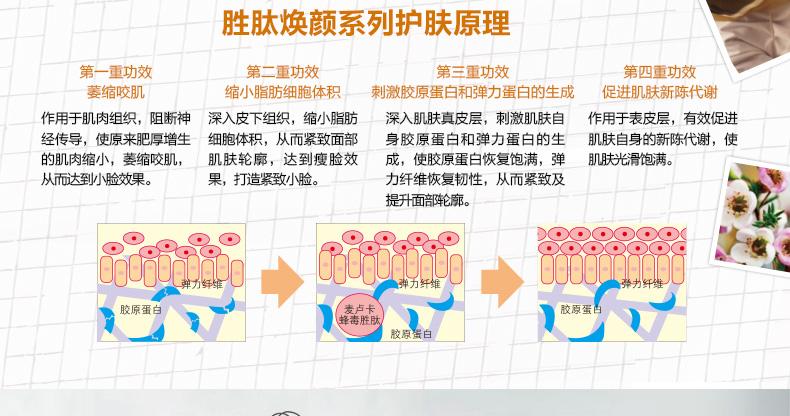 胜肽焕颜系列护肤原理
第一重功效
萎缩咬肌
作用于肌肉组织，阻断神
经传导，使原来肥厚增生
的肌肉缩小，萎缩咬肌，
从而达到小脸效果。
第二重功效
缩小脂肪细胞体积
深入皮下组织，缩小脂肪
细胞体积，从而紧致面部
肌肤轮廓，达到瘦脸效
果，打造紧致小脸。
第三重功效
刺激胶原蛋白和弹力蛋白的生成
深入肌肤真皮层，刺激肌肤自
身胶原蛋白和弹力蛋白的生
成，使胶原蛋白恢复饱满，弹
力纤维恢复韧性，从而紧致及
提升面部轮廓。
第四重功效
促进肌肤新陈代谢
作用于表皮层，有效促进
肌肤自身的新陈代谢，使
肌肤光滑饱满。
弹力纤维
胶原蛋白
弹力纤维
麦卢卡
蜂毒胜肽
胶原蛋白
弹力纤维
胶原蛋白